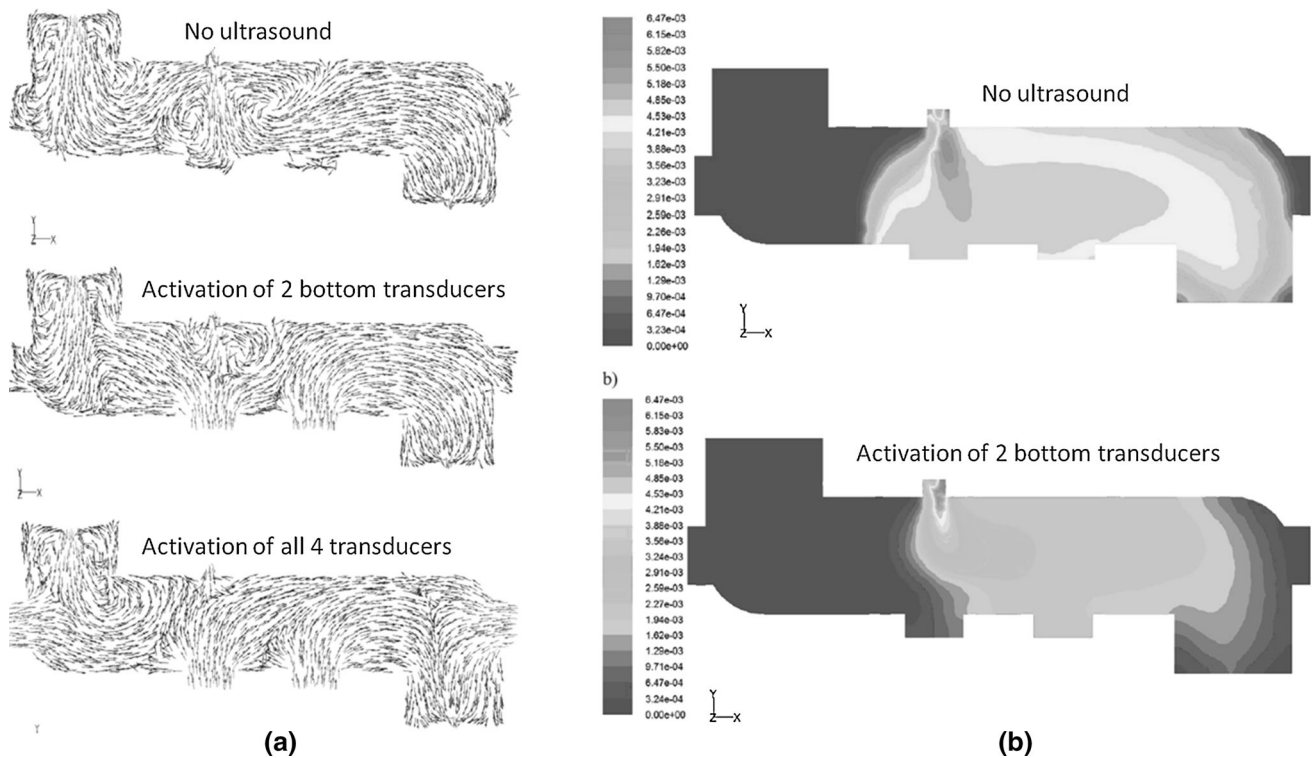 No ultrasound
Y
Z X
Activation of 2 bottom transducers
Y
Z X
Activation of all 4 transducers
Y
(a)
6.47e-03
6.15e-03
5.82e-03
5.50e-03
5.18e-03
4.85e-03
4.53e-03
4.21e-03
3.88e-03
3.56e-03
3.23e-03
2.91e-03
2.59e-03
2.26e-03
1.94e-03
1.62e-03
1.29e-03
9.70e-04
6.47e-04
3.23e-04
0.00e+00
No ultrasound
Y
Z X
b)
6.47e-03
6.15e-03
5.83e-03
5.50e-03
5.18e-03
4.85e-03
4.53e-03
4.21e-03
3.88e-03
3.56e-03
3.24e-03
2.91e-03
2.59e-03
2.27e-03
1.94e-03
1.62e-03
1.29e-03
9.71e-04
6.47e-04
3.24e-04
0.00e+00
Activation of 2 bottom transducers
Y
Z X
(b)